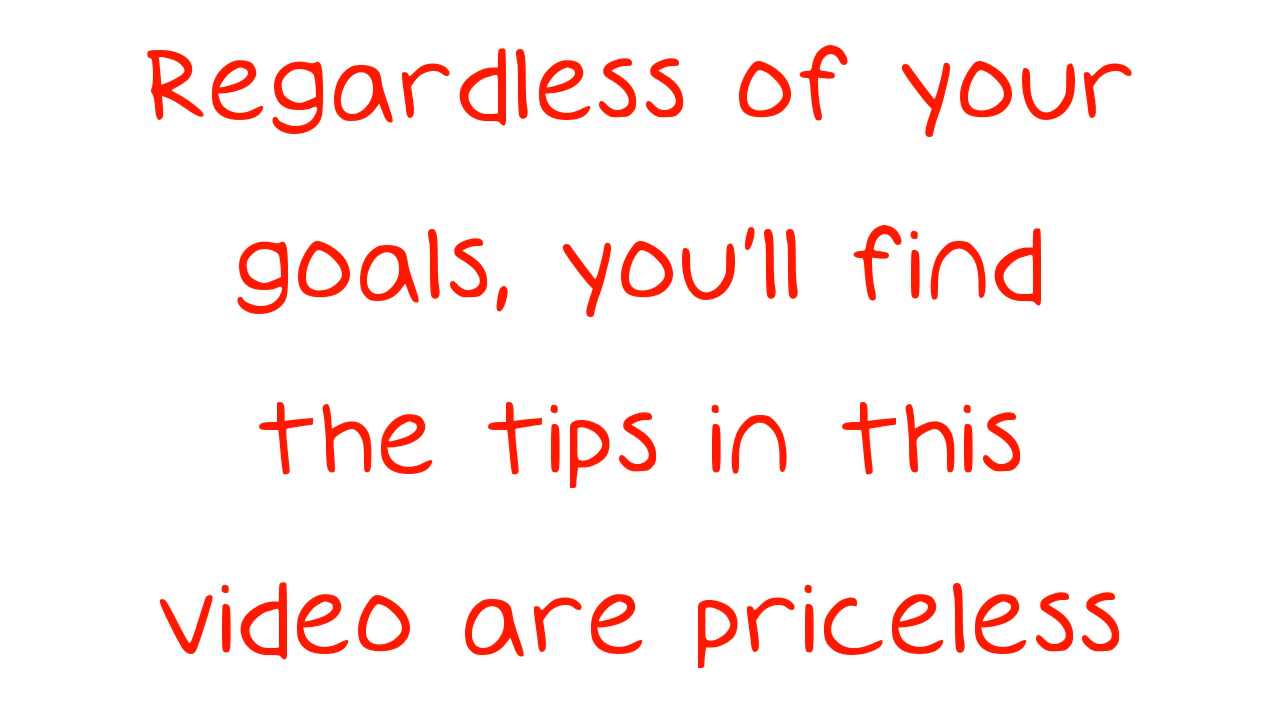 Regardless of your
goals, you'll find
the tips in this
video are priceless